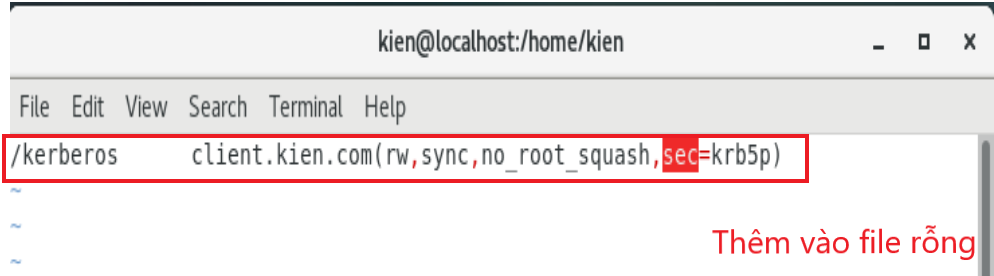 kien@localhost:/home/kien
File Edit View Search Terminal Help
/kerberos client.kien.com(rw,sync,no_root_squash,sec=krb5p)
~
~
~
Thêm vào file rỗng